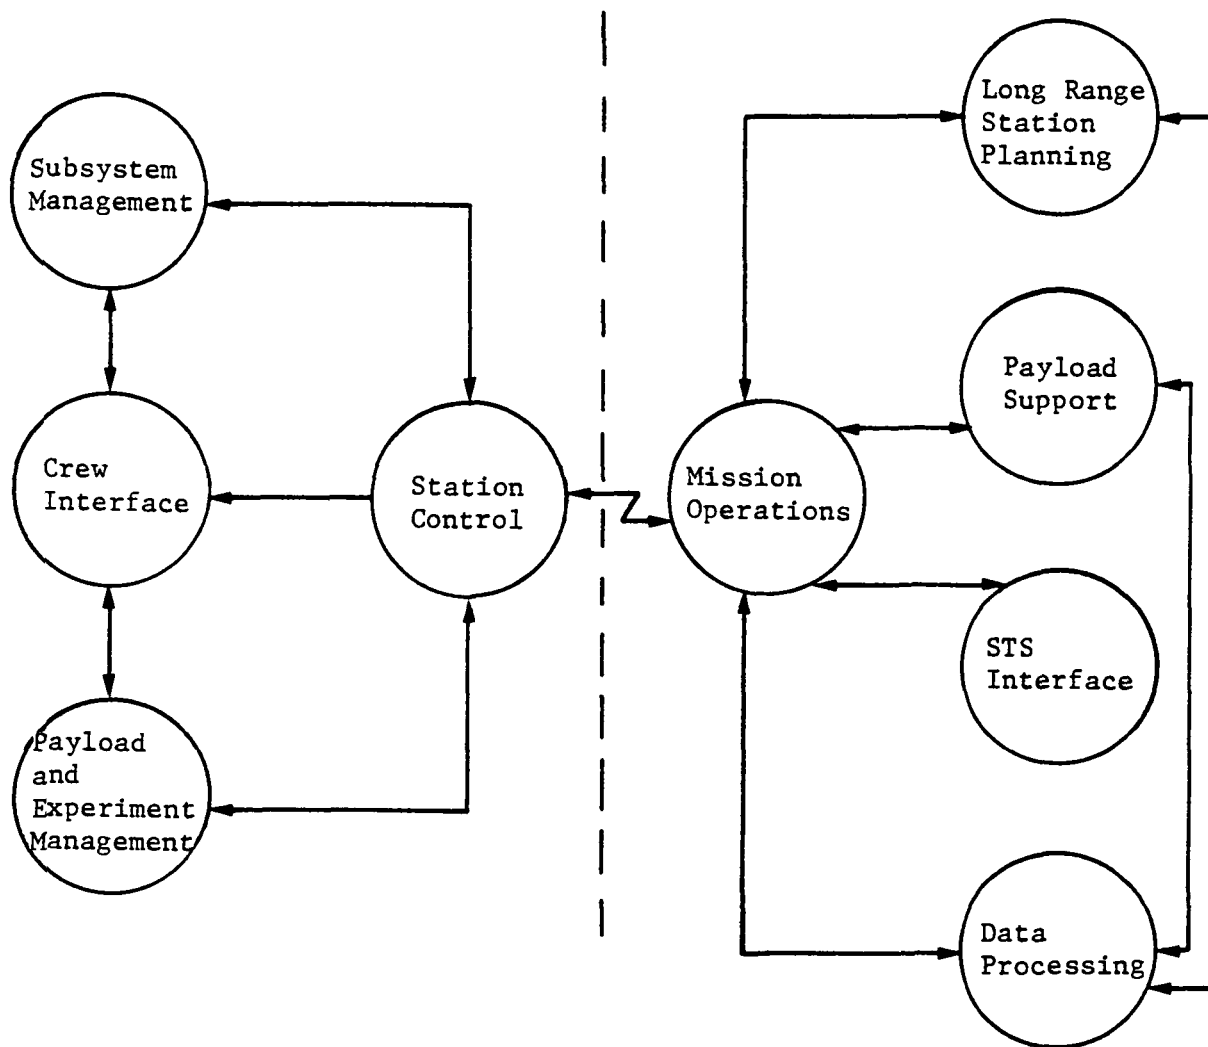 Long Range
Station
Planning
Subsystem
Management
Payload
Support
Crew
Interface
Station
Control
Mission
Operations
STS
Interface
Payload
and
Experiment
Management
Data
Processing